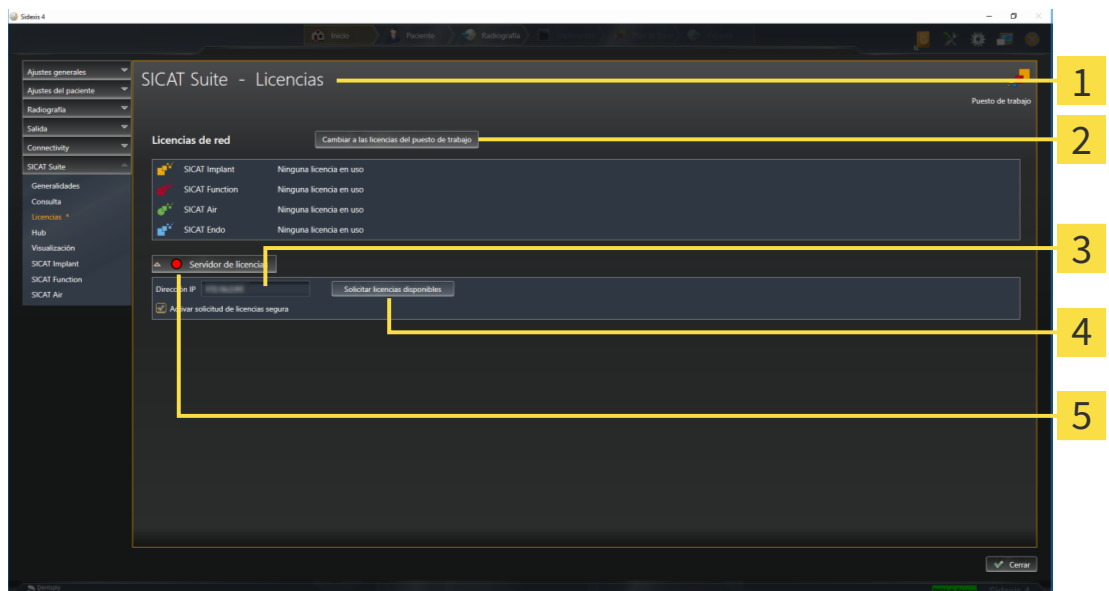 Sidexis 4
Inicio
Paciente
Radiografía
Ajustes generales
Ajustes del paciente
Radiografía
Salida
Connectivity
SICAT Suite
Generalidades
Consulta
Licencias *
Hub
Visualización
SICAT Implant
SICAT Function
SICAT Air
SICAT Suite - Licencias
Puesto de trabajo
Licencias de red
Cambiar a las licencias del puesto de trabajo
SICAT Implant Ninguna licencia en uso
SICAT Function Ninguna licencia en uso
SICAT Air Ninguna licencia en uso
SICAT Endo Ninguna licencia en uso
Servidor de licencias
Dirección IP
Solicitar licencias disponibles
Activar solicitud de licencias segura
Cerrar
Sidexis 4
1
2
3
4
5